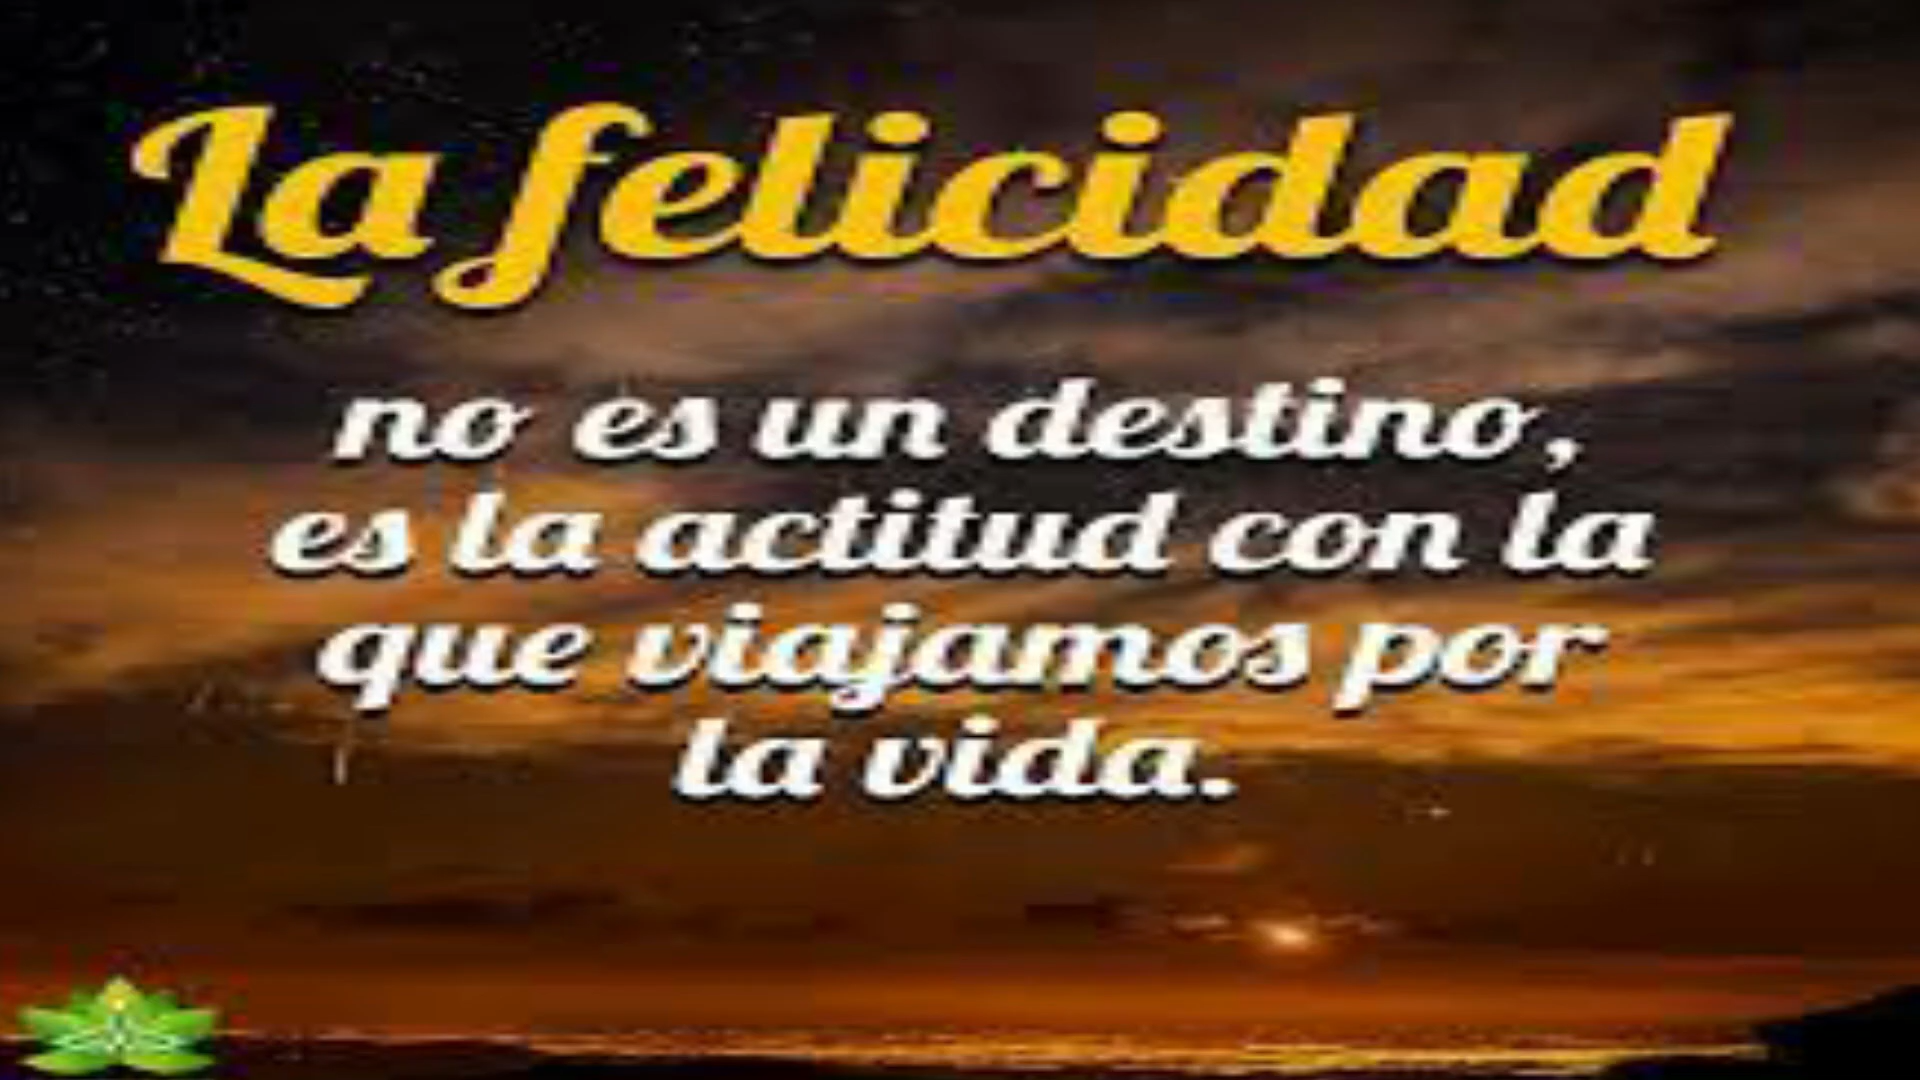 La felicidad
no es un destino,
es la actitud con la
que viajamos por
la vida.